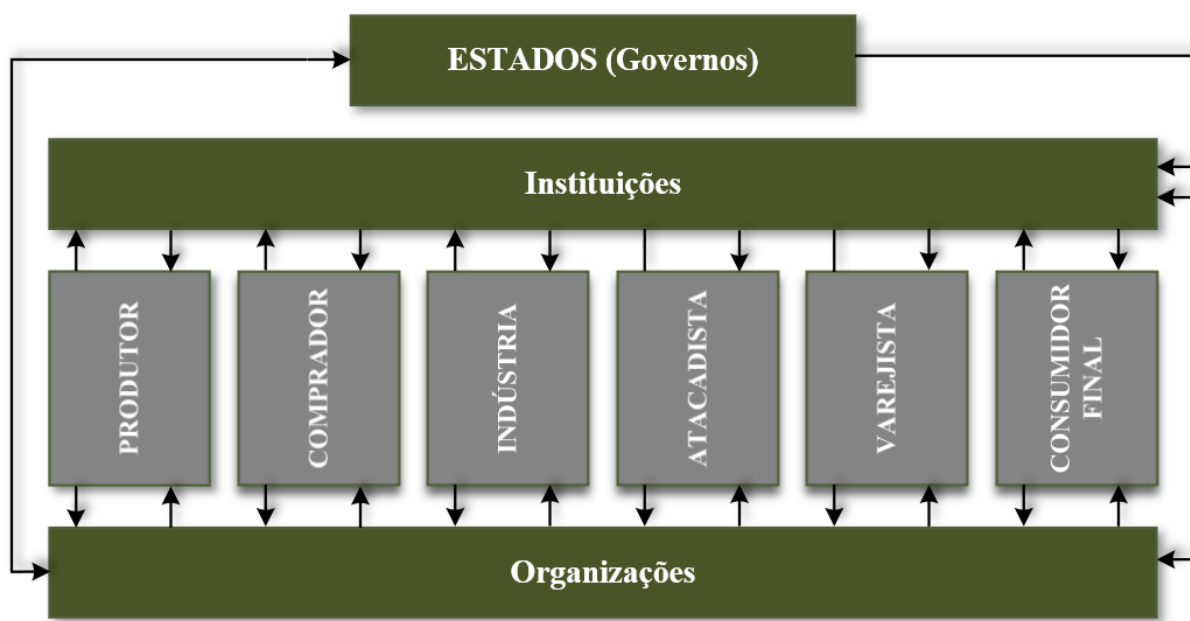 ESTADOS (Governos)
Instituições
PRODUTOR
COMPRADOR
INDÚSTRIA
ATACADISTA
VAREJISTA
CONSUMIDOR
FINAL
Organizações